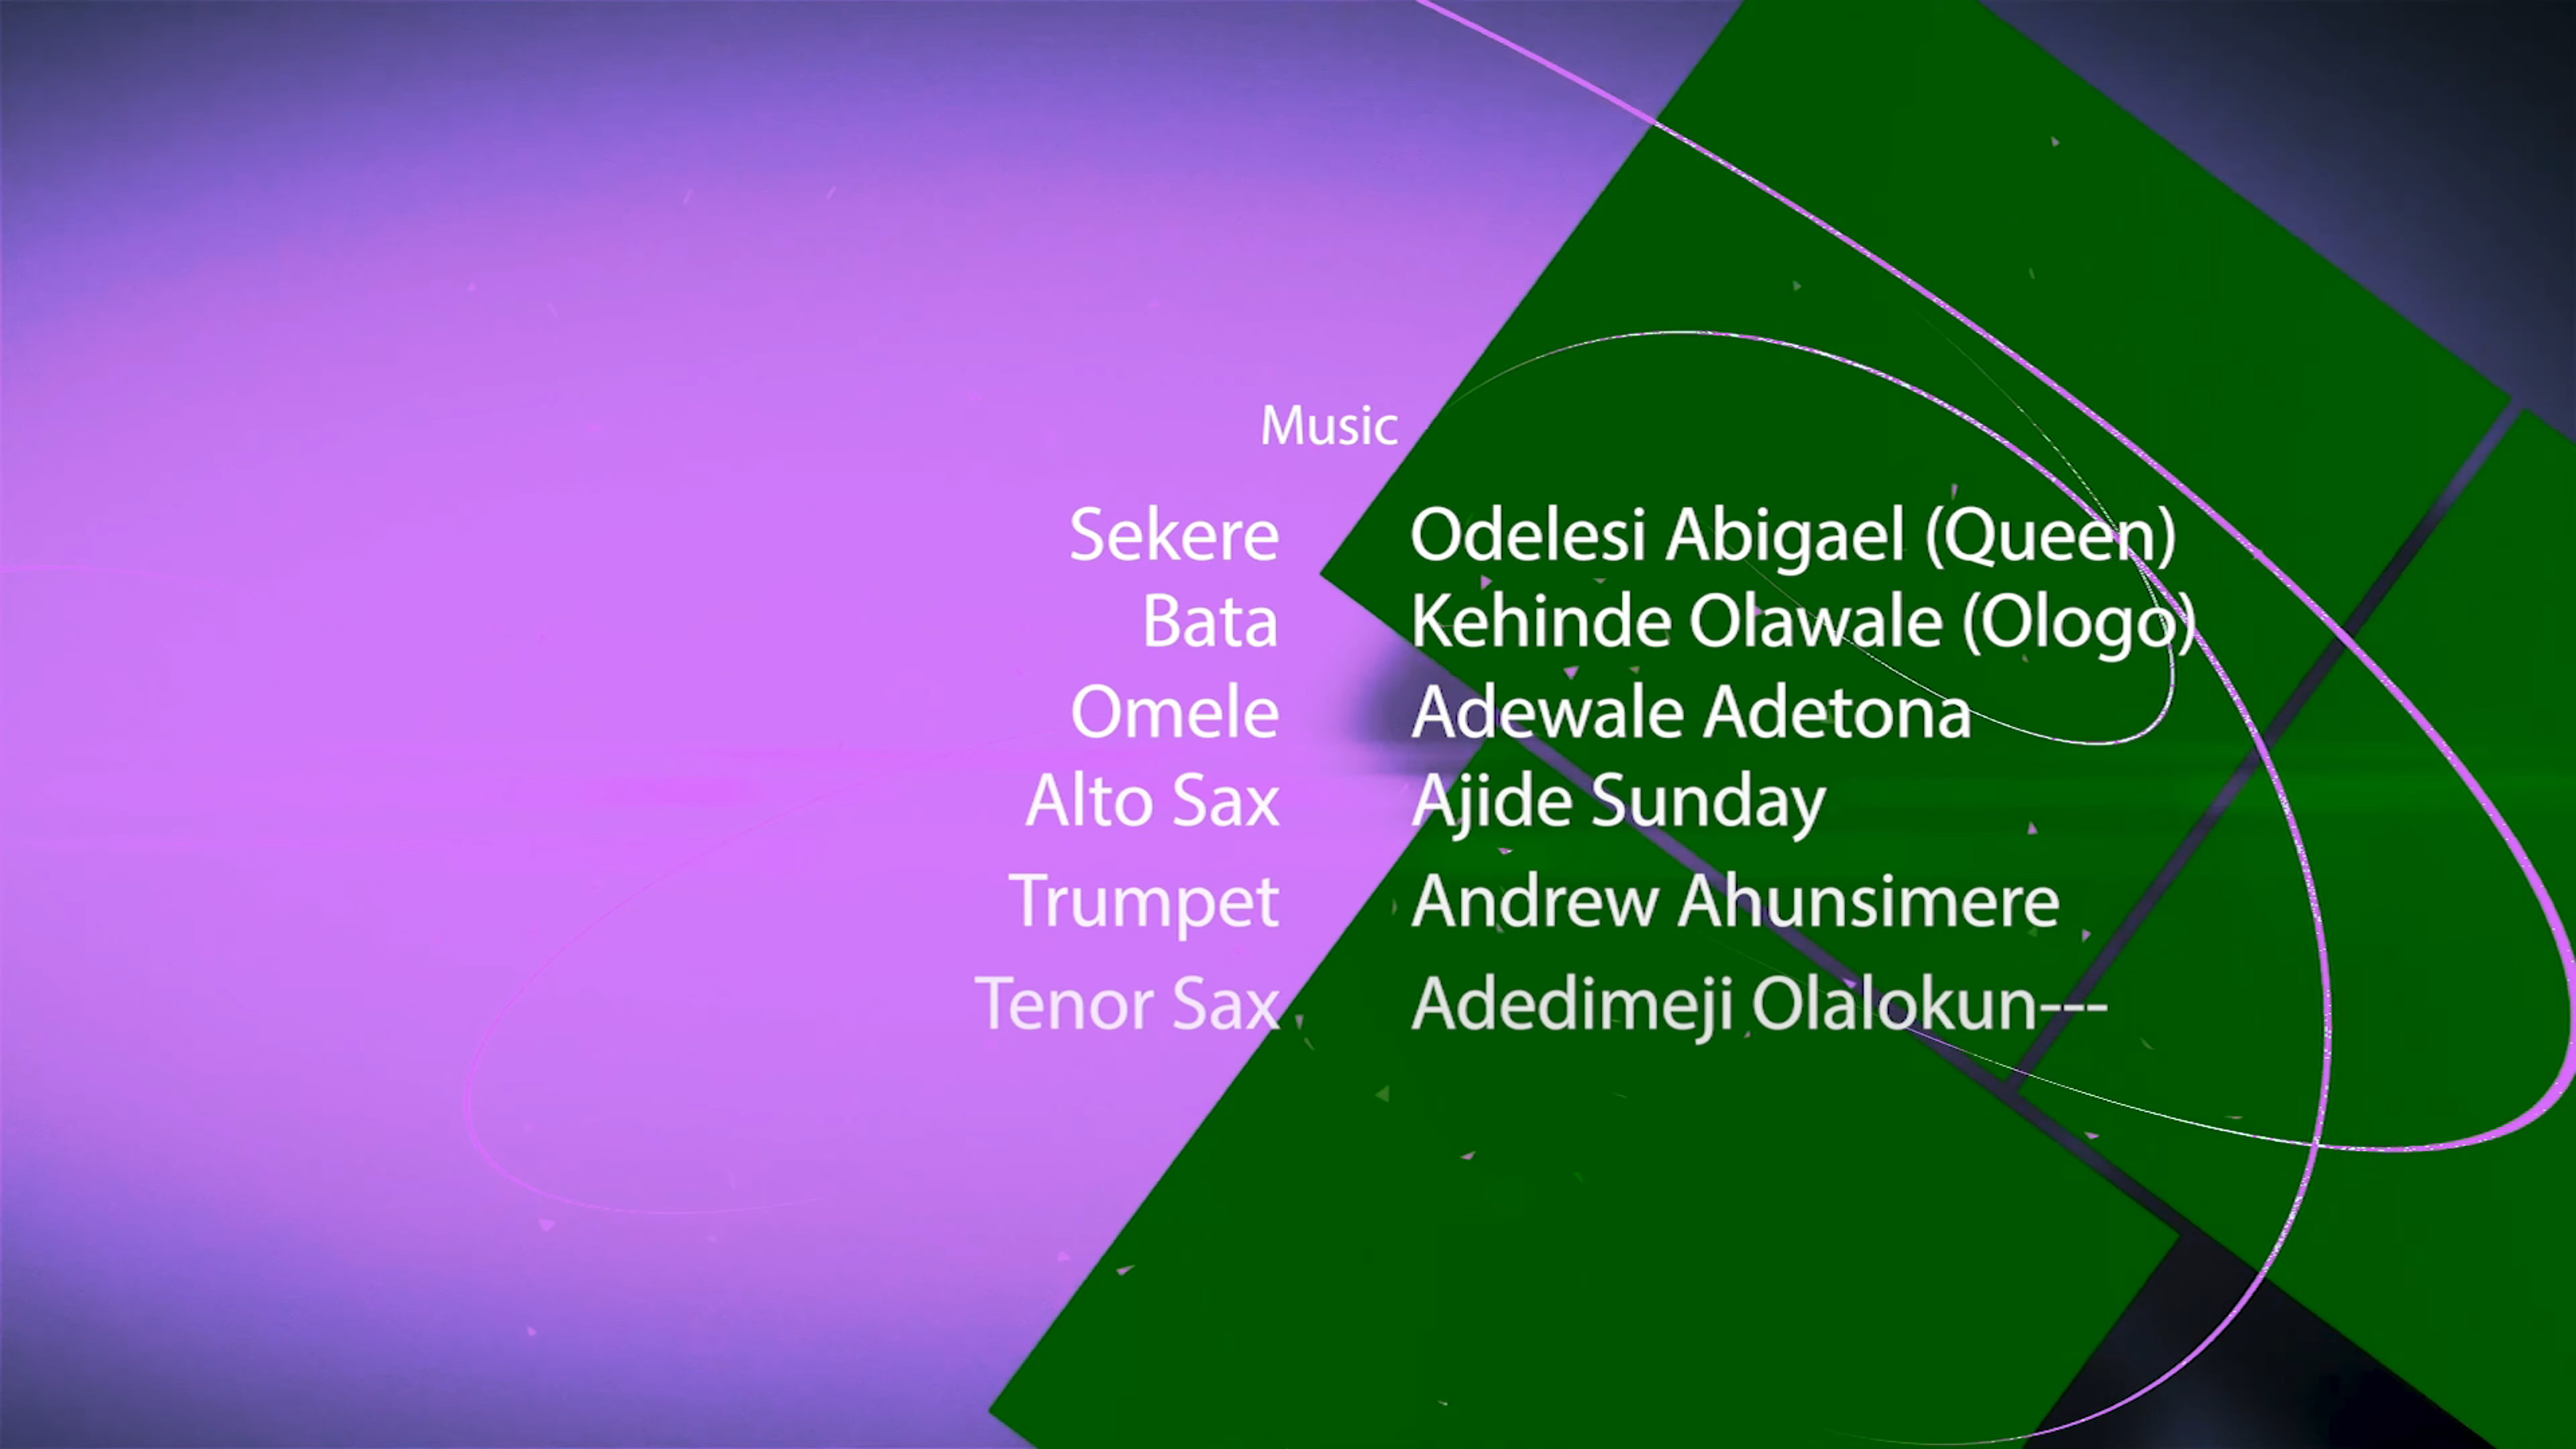 Music
Sekere Odelesi Abigael (Queen)
Bata Kehinde Olawale (Ologo)
Omele Adewale Adetona
Alto Sax Ajide Sunday
Trumpet Andrew Ahunsimere
Tenor Sax Adedimeji Olalokun---